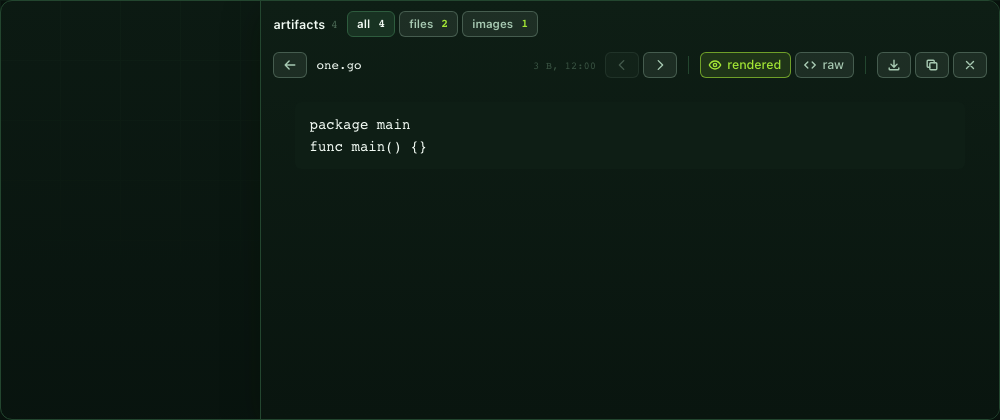 artifacts 4 all 4 files 2 images 1
one.go 3 B, 12:00 rendered raw
package main
func main() {}